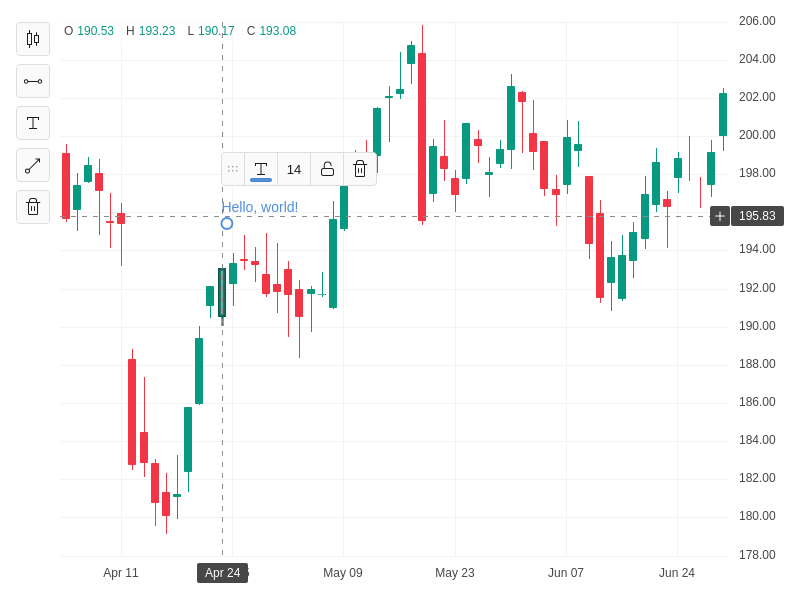 O 190.53 H 193.23 L 190.17 C 193.08
14
Hello, world!
206.00
204.00
202.00
200.00
198.00
195.83
194.00
192.00
190.00
188.00
186.00
184.00
182.00
180.00
178.00
Apr 11
Apr 24
May 09
May 23
Jun 07
Jun 24